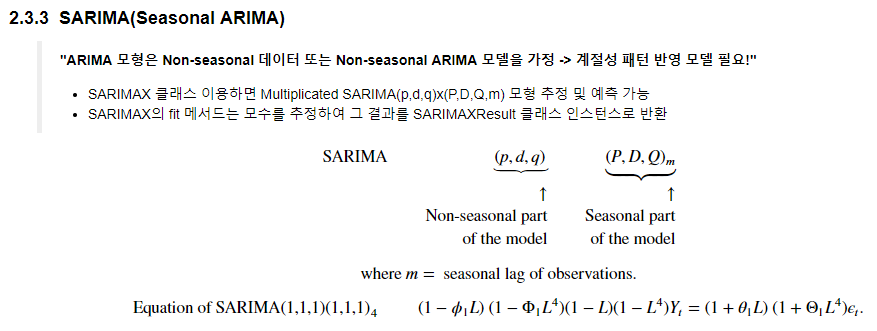 2.3.3 SARIMA(Seasonal ARIMA)
"ARIMA 모형은 Non-seasonal 데이터 또는 Non-seasonal ARIMA 모델을 가정 -> 계절성 패턴 반영 모델 필요!"
• SARIMAX 클래스 이용하면 Multiplicated SARIMA(p,d,q)x(P,D,Q,m) 모형 추정 및 예측 가능
• SARIMAX의 fit 메서드는 모수를 추정하여 그 결과를 SARIMAXResult 클래스 인스턴스로 반환
SARIMA (p, d, q) (P, D, Q)ₘ
↑ ↑
Non-seasonal part Seasonal part
of the model of the model
where m = seasonal lag of observations.
Equation of SARIMA(1,1,1)(1,1,1)₄ (1 − ϕ₁L) (1 − Φ₁L⁴)(1 − L)(1 − L⁴)Yₜ = (1 + θ₁L) (1 + Θ₁L⁴)ϵₜ.